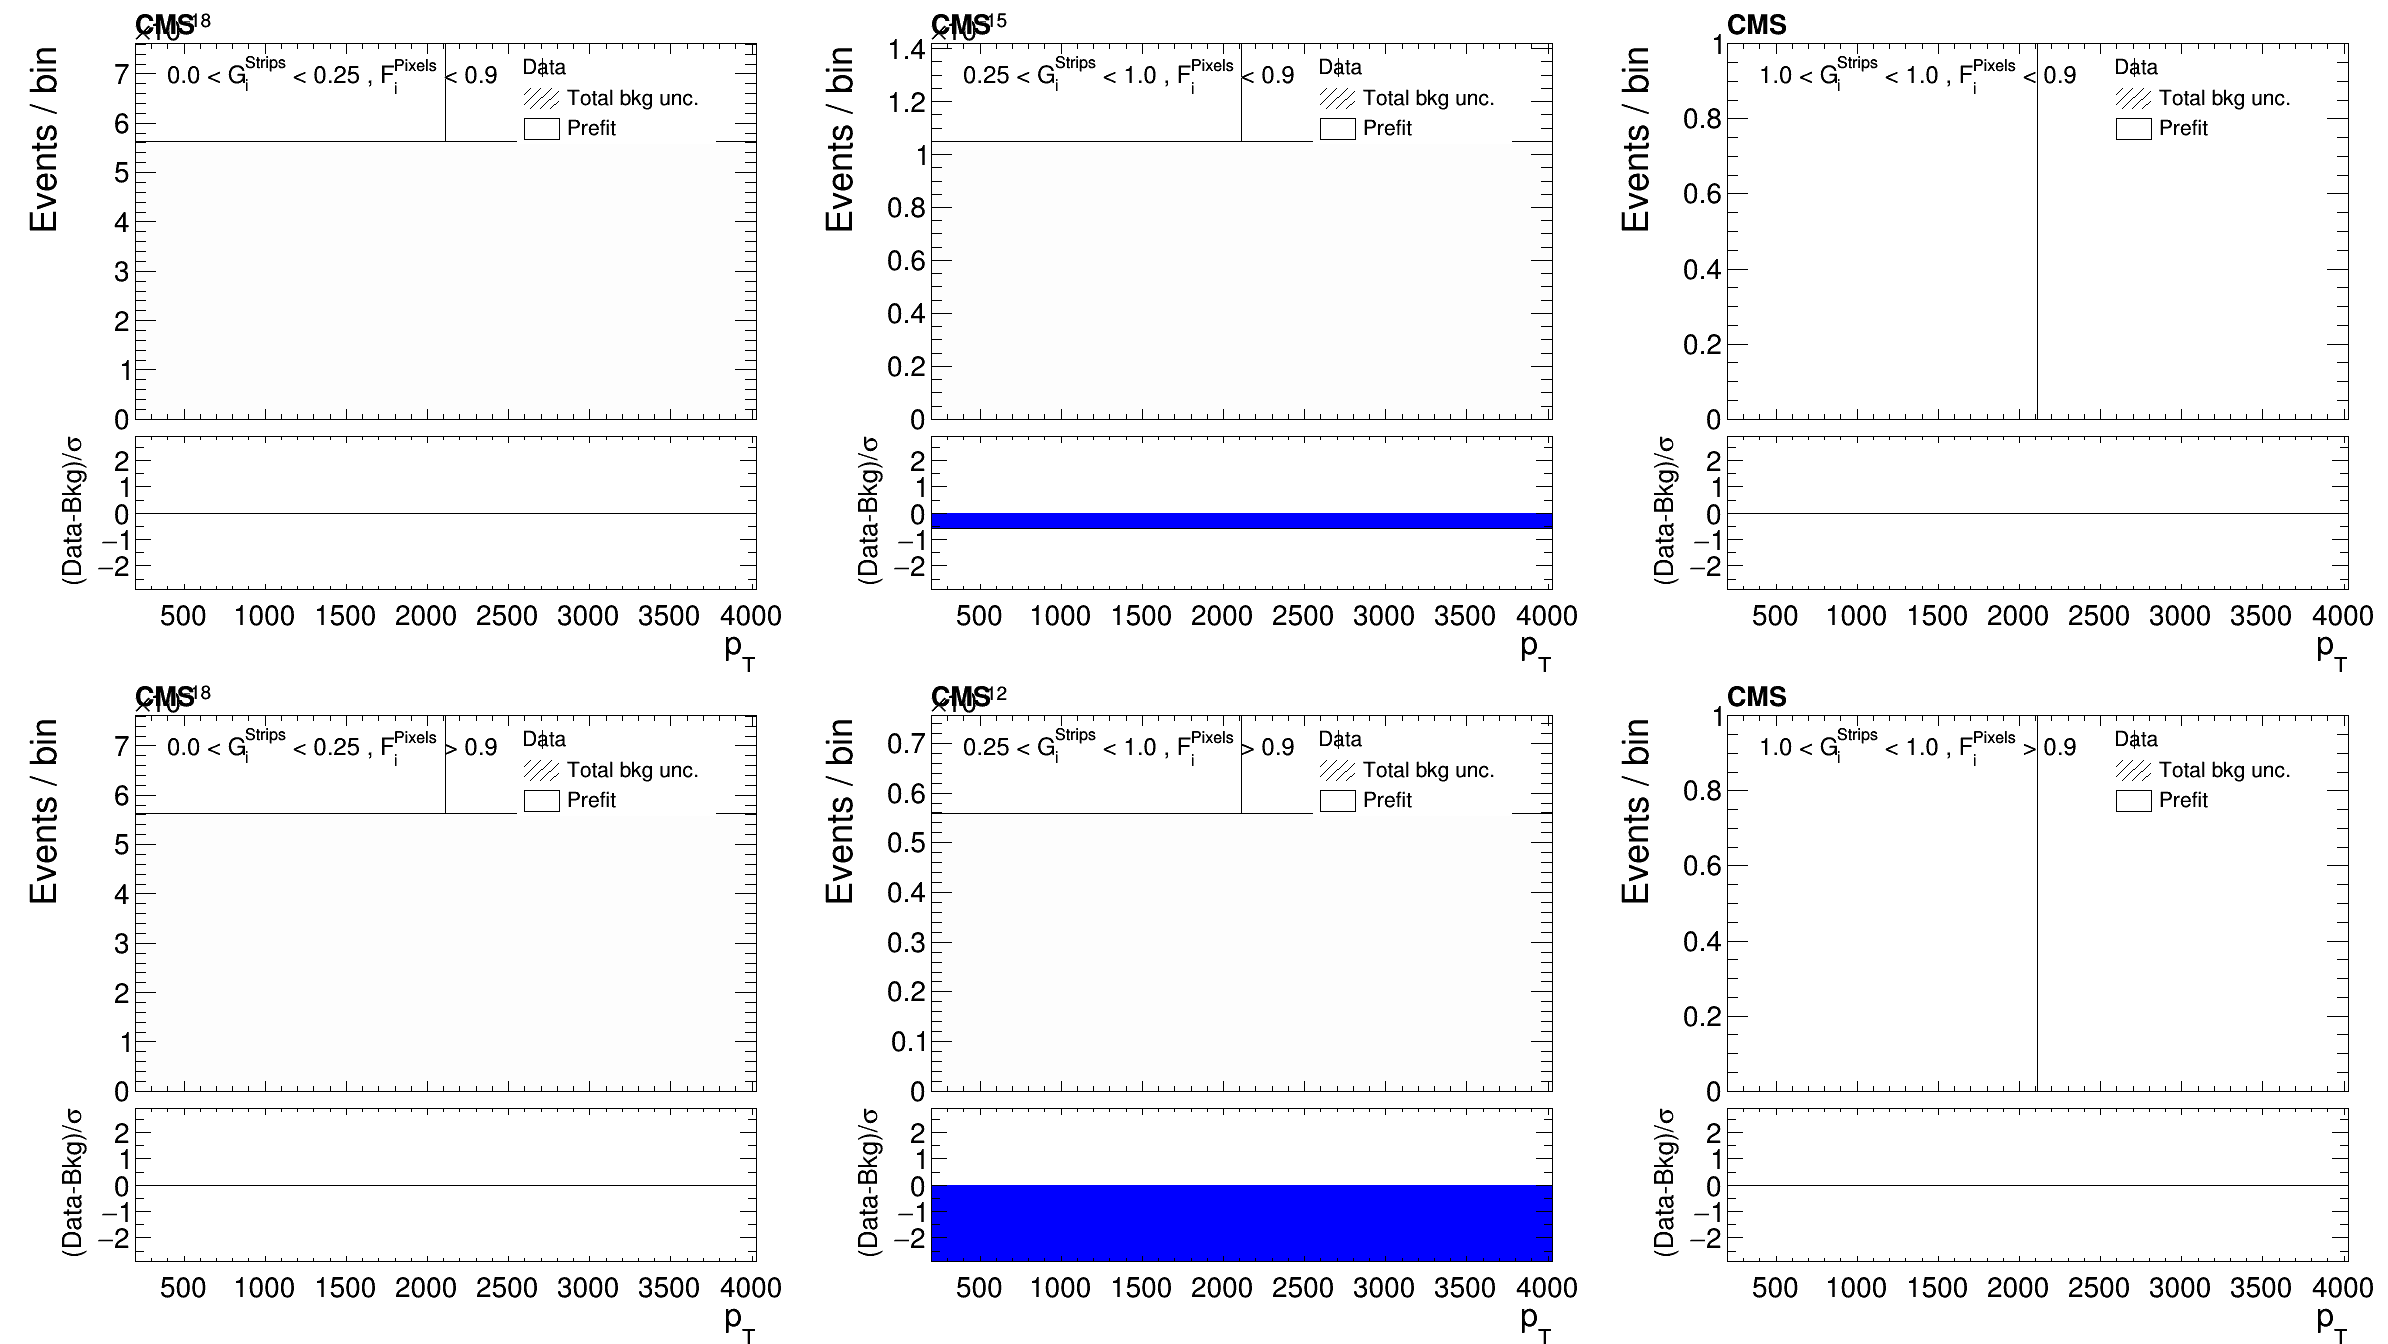 CMS 18
Events / bin
0.0 < G_i^Strips < 0.25 , F_i^Pixels < 0.9
Data
Total bkg unc.
Prefit
7
6
5
4
3
2
1
0
(Data-Bkg)/σ
2
1
0
−1
−2
500 1000 1500 2000 2500 3000 3500 4000
p_T
CMS 15
Events / bin
0.25 < G_i^Strips < 1.0 , F_i^Pixels < 0.9
Data
Total bkg unc.
Prefit
1.4
1.2
1
0.8
0.6
0.4
0.2
0
(Data-Bkg)/σ
2
1
0
−1
−2
500 1000 1500 2000 2500 3000 3500 4000
p_T
CMS
Events / bin
1.0 < G_i^Strips < 1.0 , F_i^Pixels < 0.9
Data
Total bkg unc.
Prefit
1
0.8
0.6
0.4
0.2
0
(Data-Bkg)/σ
2
1
0
−1
−2
500 1000 1500 2000 2500 3000 3500 4000
p_T
CMS 18
Events / bin
0.0 < G_i^Strips < 0.25 , F_i^Pixels > 0.9
Data
Total bkg unc.
Prefit
7
6
5
4
3
2
1
0
(Data-Bkg)/σ
2
1
0
−1
−2
500 1000 1500 2000 2500 3000 3500 4000
p_T
CMS 12
Events / bin
0.25 < G_i^Strips < 1.0 , F_i^Pixels > 0.9
Data
Total bkg unc.
Prefit
0.7
0.6
0.5
0.4
0.3
0.2
0.1
0
(Data-Bkg)/σ
2
1
0
−1
−2
500 1000 1500 2000 2500 3000 3500 4000
p_T
CMS
Events / bin
1.0 < G_i^Strips < 1.0 , F_i^Pixels > 0.9
Data
Total bkg unc.
Prefit
1
0.8
0.6
0.4
0.2
0
(Data-Bkg)/σ
2
1
0
−1
−2
500 1000 1500 2000 2500 3000 3500 4000
p_T